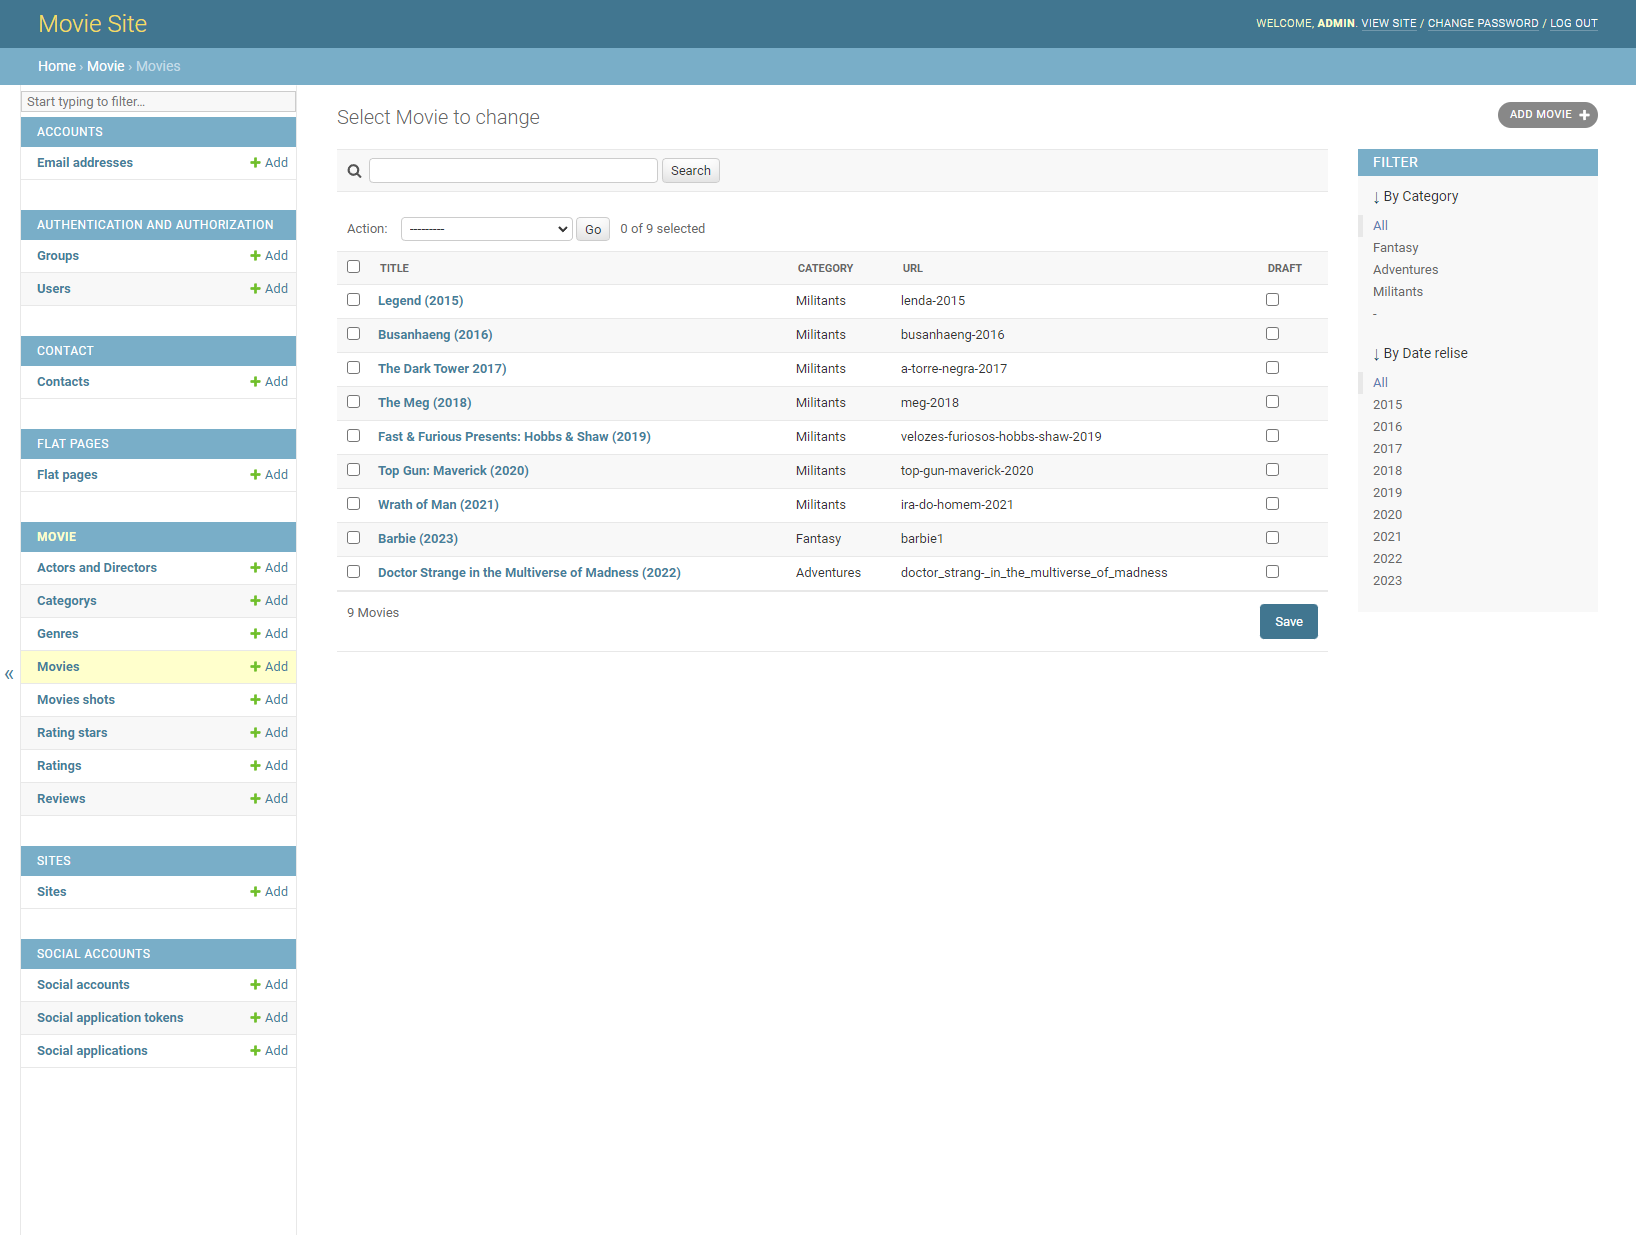 Movie Site
WELCOME, ADMIN. VIEW SITE / CHANGE PASSWORD / LOG OUT
Home › Movie › Movies
Start typing to filter...
ACCOUNTS
Email addresses Add
AUTHENTICATION AND AUTHORIZATION
Groups Add
Users Add
CONTACT
Contacts Add
FLAT PAGES
Flat pages Add
MOVIE
Actors and Directors Add
Categorys Add
Genres Add
Movies Add
Movies shots Add
Rating stars Add
Ratings Add
Reviews Add
SITES
Sites Add
SOCIAL ACCOUNTS
Social accounts Add
Social application tokens Add
Social applications Add
«
Select Movie to change
ADD MOVIE
Search
Action: --------- Go 0 of 9 selected
TITLE CATEGORY URL DRAFT
Legend (2015) Militants lenda-2015
Busanhaeng (2016) Militants busanhaeng-2016
The Dark Tower 2017) Militants a-torre-negra-2017
The Meg (2018) Militants meg-2018
Fast & Furious Presents: Hobbs & Shaw (2019) Militants velozes-furiosos-hobbs-shaw-2019
Top Gun: Maverick (2020) Militants top-gun-maverick-2020
Wrath of Man (2021) Militants ira-do-homem-2021
Barbie (2023) Fantasy barbie1
Doctor Strange in the Multiverse of Madness (2022) Adventures doctor_strang-_in_the_multiverse_of_madness
9 Movies
Save
FILTER
↓ By Category
All
Fantasy
Adventures
Militants
-
↓ By Date relise
All
2015
2016
2017
2018
2019
2020
2021
2022
2023